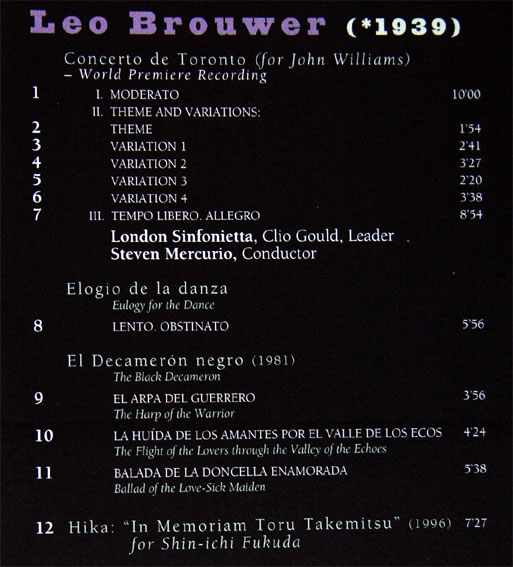 Leo Brouwer (*1939)
Concerto de Toronto (for John Williams)
– World Premiere Recording
1 I. MODERATO 10'00
II. THEME AND VARIATIONS:
2 THEME 1'54
3 VARIATION 1 2'41
4 VARIATION 2 3'27
5 VARIATION 3 2'20
6 VARIATION 4 3'38
7 III. TEMPO LIBERO. ALLEGRO 8'54
London Sinfonietta, Clio Gould, Leader
Steven Mercurio, Conductor
Elogio de la danza
Eulogy for the Dance
8 LENTO. OBSTINATO 5'56
El Decamerón negro (1981)
The Black Decameron
9 EL ARPA DEL GUERRERO 3'56
The Harp of the Warrior
10 LA HUÍDA DE LOS AMANTES POR EL VALLE DE LOS ECOS 4'24
The Flight of the Lovers through the Valley of the Echoes
11 BALADA DE LA DONCELLA ENAMORADA 5'38
Ballad of the Love-Sick Maiden
12 Hika: "In Memoriam Toru Takemitsu" (1996) 7'27
for Shin-ichi Fukuda